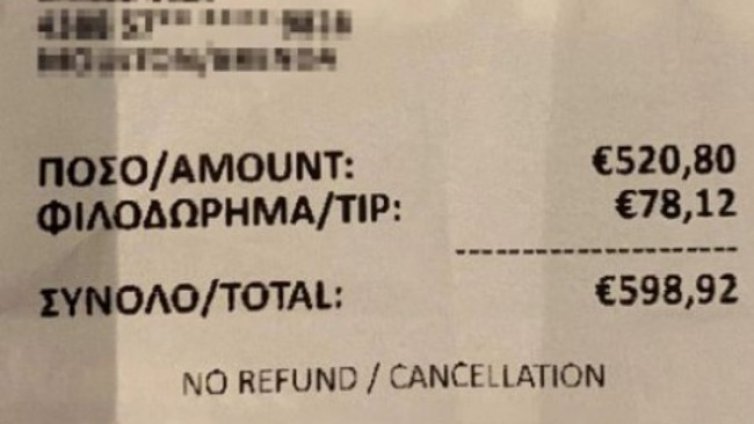 ΠΟΣΟ/AMOUNT: €520,80
ΦΙΛΟΔΩΡΗΜΑ/TIP: €78,12
ΣΥΝΟΛΟ/TOTAL: €598,92
NO REFUND / CANCELLATION